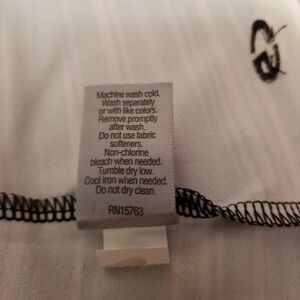 Machine wash cold.
Wash separately
or with like colors.
Remove promptly
after wash.
Do not use fabric
softeners.
Non-chlorine
bleach when needed.
Tumble dry low.
Cool iron when needed.
Do not dry clean.
RN15763